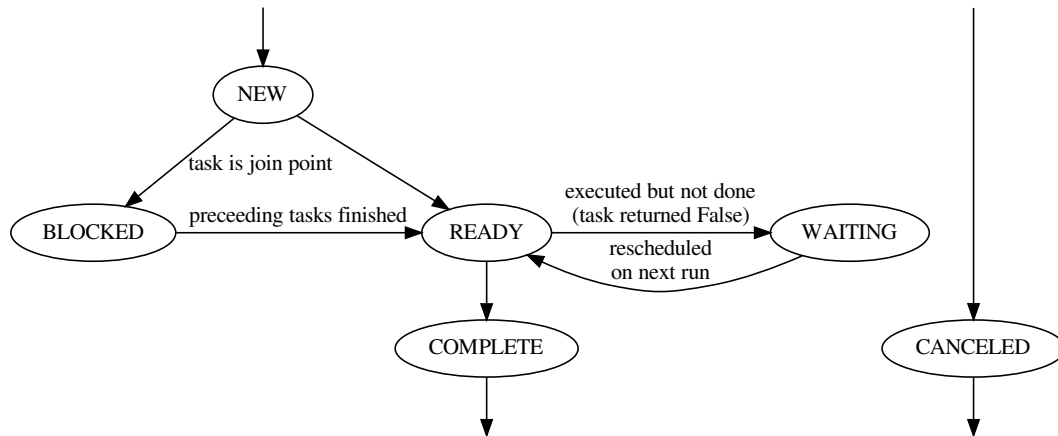 NEW
task is join point
BLOCKED
preceeding tasks finished
READY
executed but not done
(task returned False)
WAITING
rescheduled
on next run
COMPLETE
CANCELED